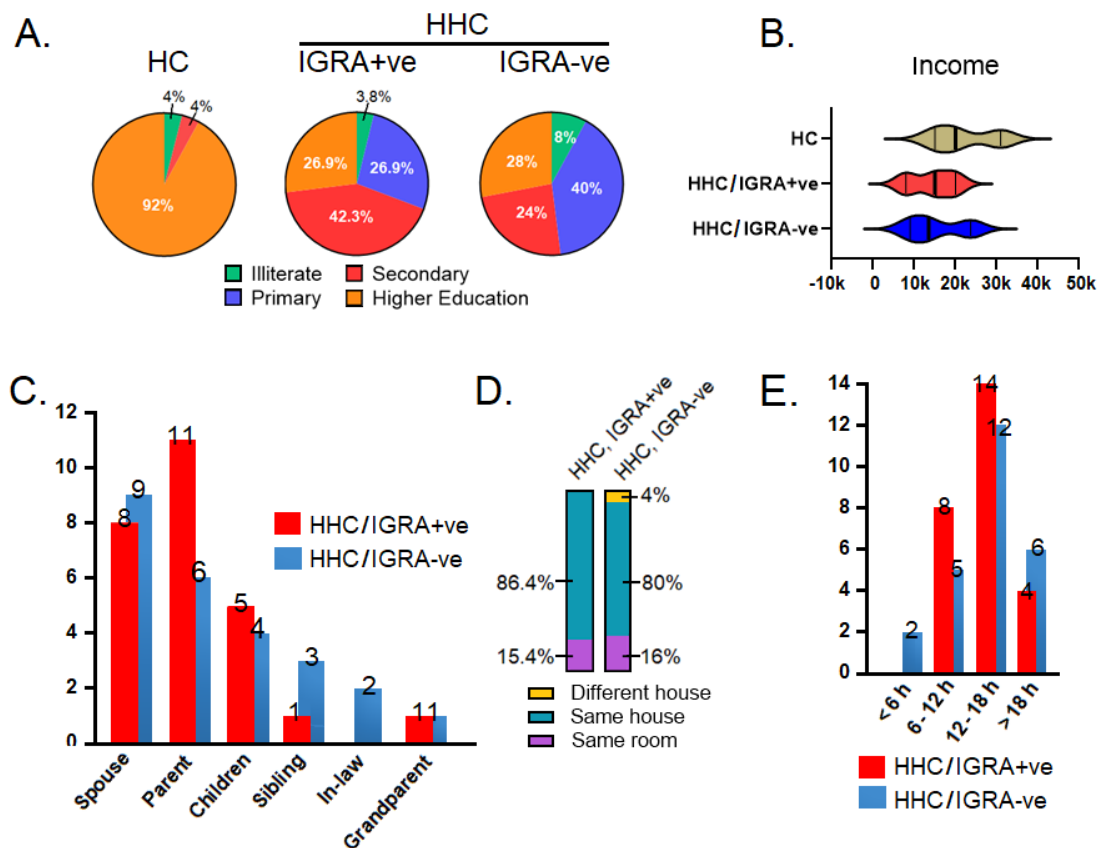 A.
HHC
HC
IGRA+ve
IGRA-ve
4%
4%
92%
3.8%
26.9%
26.9%
42.3%
8%
28%
40%
24%
Illiterate
Secondary
Primary
Higher Education
B.
Income
HC
HHC/IGRA+ve
HHC/IGRA-ve
-10k 0 10k 20k 30k 40k 50k
C.
12
10
8
6
4
2
0
8
9
11
6
5
4
1
3
2
1
1
HHC/IGRA+ve
HHC/IGRA-ve
Spouse
Parent
Children
Sibling
In-law
Grandparent
D.
HHC, IGRA+ve
HHC, IGRA-ve
4%
86.4%
80%
15.4%
16%
Different house
Same house
Same room
E.
14
12
10
8
6
4
2
0
2
8
5
14
12
4
6
<6 h
6-12 h
12-18 h
>18 h
HHC/IGRA+ve
HHC/IGRA-ve